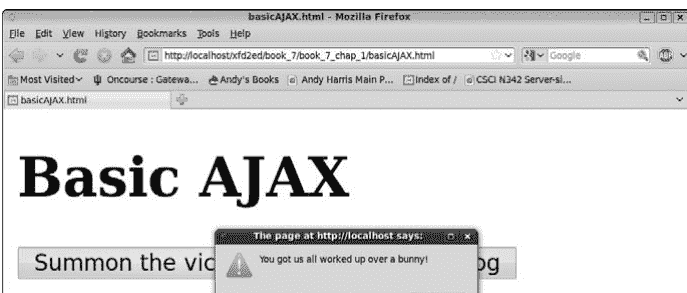 basicAJAX.html - Mozilla Firefox
File Edit View History Bookmarks Tools Help
http://localhost/xfd2ed/book_7/book_7_chap_1/basicAJAX.html Google
Most Visited Oncourse : Gatewa... Andy's Books Andy Harris Main P... Index of / CSCI N342 Server-si...
basicAJAX.html
Basic AJAX
The page at http://localhost says:
You got us all worked up over a bunny!
Summon the vic og